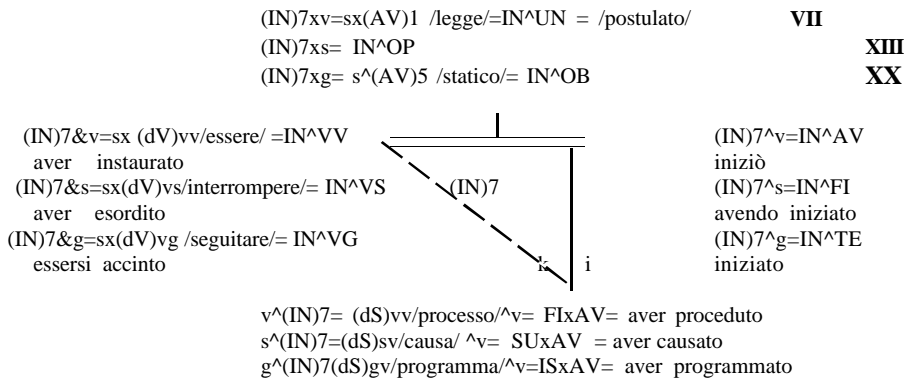 (IN)7xv=sx(AV)1 /legge/=IN^UN = /postulato/ VII
(IN)7xs= IN^OP XIII
(IN)7xg= s^(AV)5 /statico/= IN^OB XX
(IN)7&v=sx (dV)vv/essere/ =IN^VV (IN)7^v=IN^AV
aver instaurato iniziò
(IN)7&s=sx(dV)vs/interrompere/= IN^VS (IN)7 (IN)7^s=IN^FI
aver esordito avendo iniziato
(IN)7&g=sx(dV)vg /seguitare/= IN^VG (IN)7^g=IN^TE
essersi accinto k i iniziato
v^(IN)7= (dS)vv/processo/^v= FIxAV= aver proceduto
s^(IN)7=(dS)sv/causa/ ^v= SUxAV = aver causato
g^(IN)7(dS)gv/programma/^v=ISxAV= aver programmato